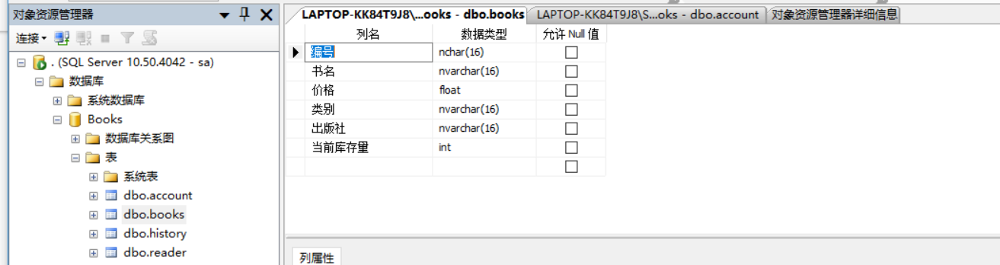 对象资源管理器
连接
. (SQL Server 10.50.4042 - sa)
数据库
系统数据库
Books
数据库关系图
表
系统表
dbo.account
dbo.books
dbo.history
dbo.reader
LAPTOP-KK84T9J8\...ooks - dbo.books
LAPTOP-KK84T9J8\S...oks - dbo.account
对象资源管理器详细信息
列名 数据类型 允许 Null 值
编号 nchar(16)
书名 nvarchar(16)
价格 float
类别 nvarchar(16)
出版社 nvarchar(16)
当前库存量 int
列属性